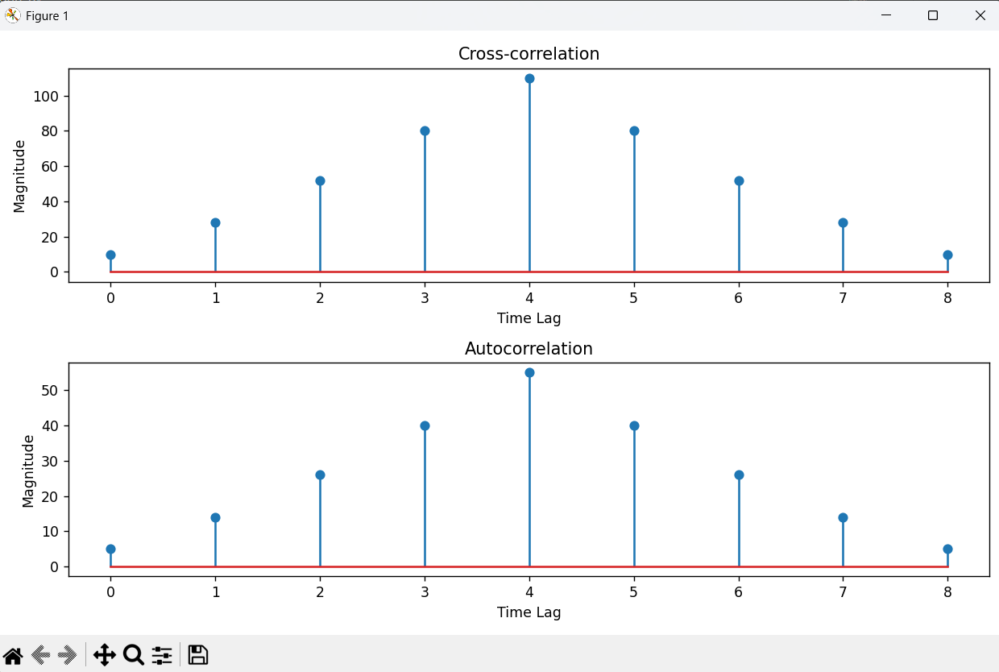 Figure 1
Cross-correlation
100
80
60
40
20
0
Magnitude
0 1 2 3 4 5 6 7 8
Time Lag
Autocorrelation
50
40
30
20
10
0
Magnitude
0 1 2 3 4 5 6 7 8
Time Lag